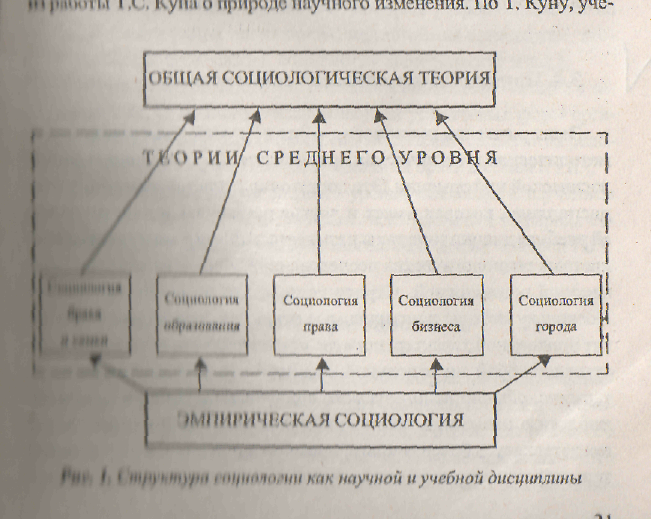 из работы Т.С. Куна о природе научного изменения. По Т. Куну, уче-
ОБЩАЯ СОЦИОЛОГИЧЕСКАЯ ТЕОРИЯ
ТЕОРИИ СРЕДНЕГО УРОВНЯ
Социология
брака
и семьи
Социология
образования
Социология
права
Социология
бизнеса
Социология
города
ЭМПИРИЧЕСКАЯ СОЦИОЛОГИЯ
Рис. 1. Структура социологии как научной и учебной дисциплины
21